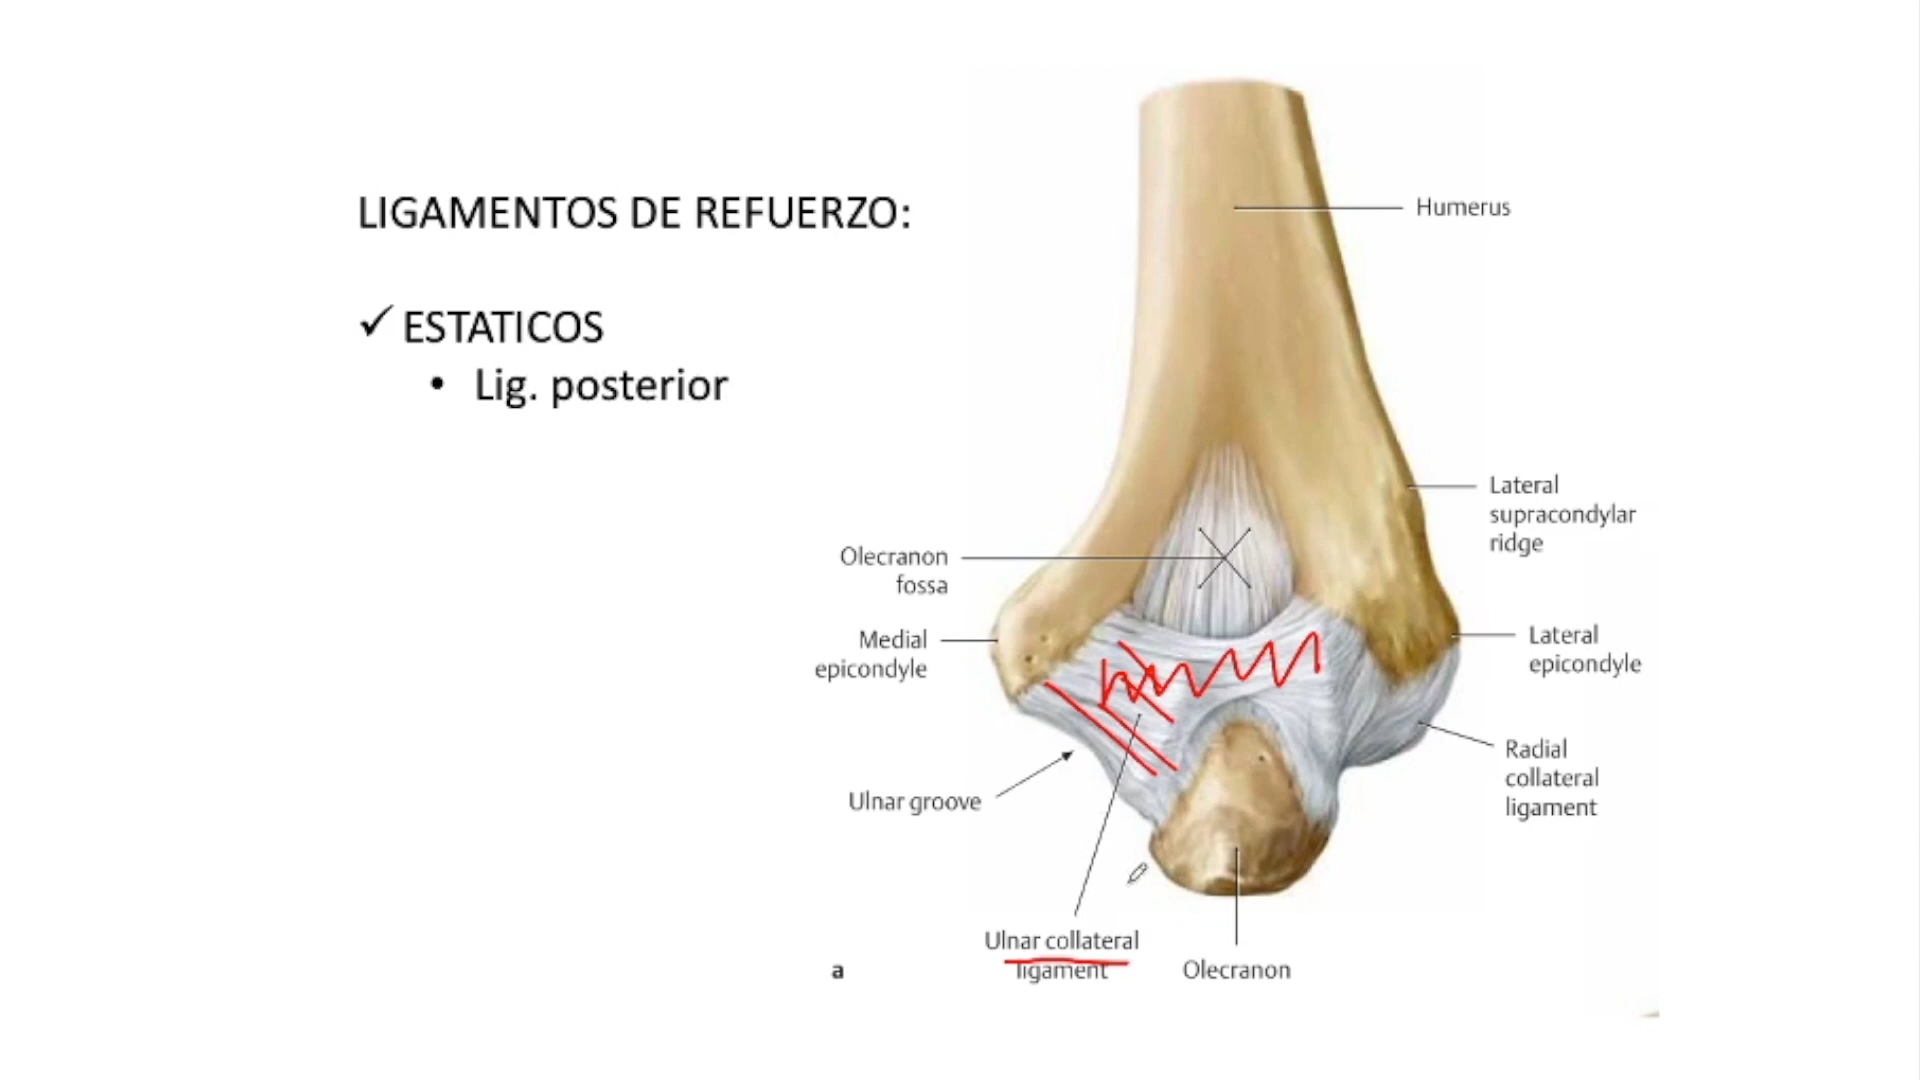 LIGAMENTOS DE REFUERZO:
✓ ESTATICOS
• Lig. posterior
Humerus
Lateral
supracondylar
ridge
Olecranon
fossa
Medial
epicondyle
Lateral
epicondyle
Radial
collateral
ligament
Ulnar groove
Ulnar collateral
ligament
Olecranon
a